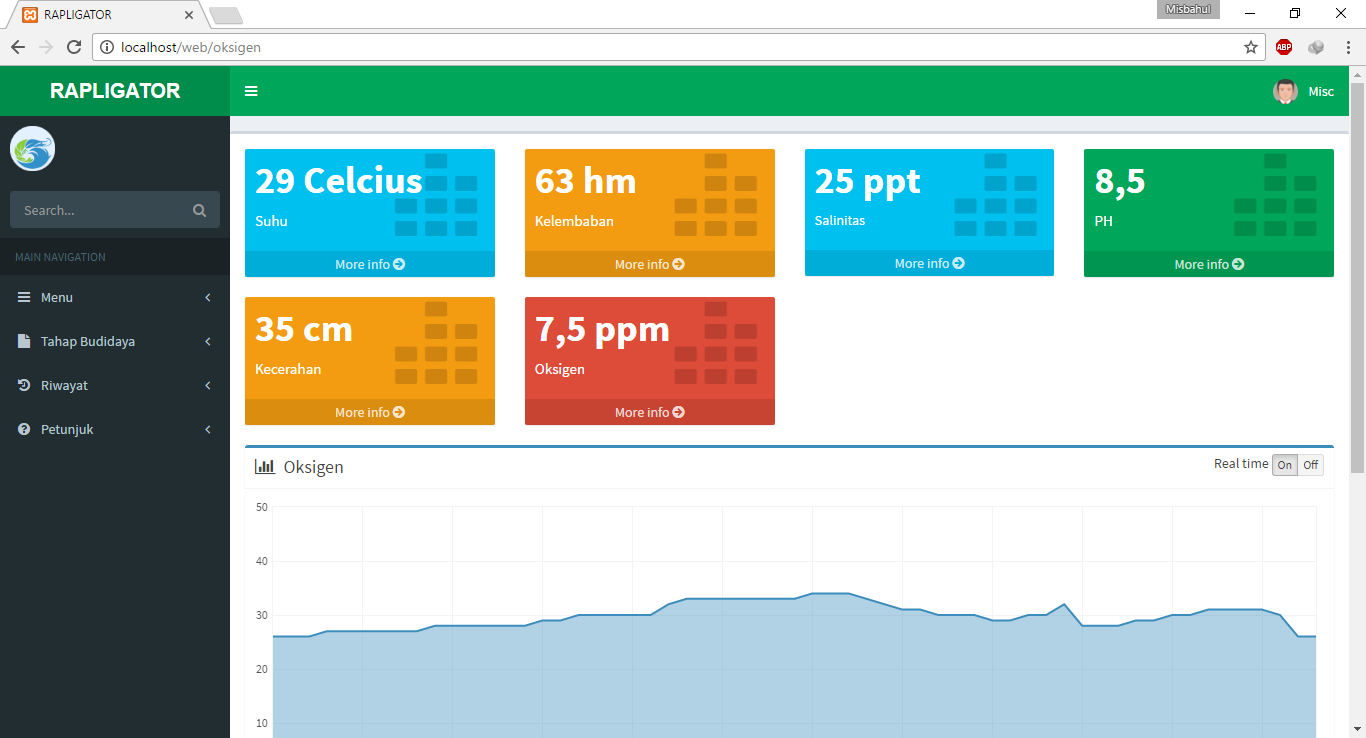 RAPLIGATOR
Misbahul
localhost/web/oksigen
ABP
RAPLIGATOR
Misc
Search...
MAIN NAVIGATION
Menu
Tahap Budidaya
Riwayat
Petunjuk
29 Celcius
Suhu
More info
63 hm
Kelembaban
More info
25 ppt
Salinitas
More info
8,5
PH
More info
35 cm
Kecerahan
More info
7,5 ppm
Oksigen
More info
Oksigen
Real time On Off
50
40
30
20
10